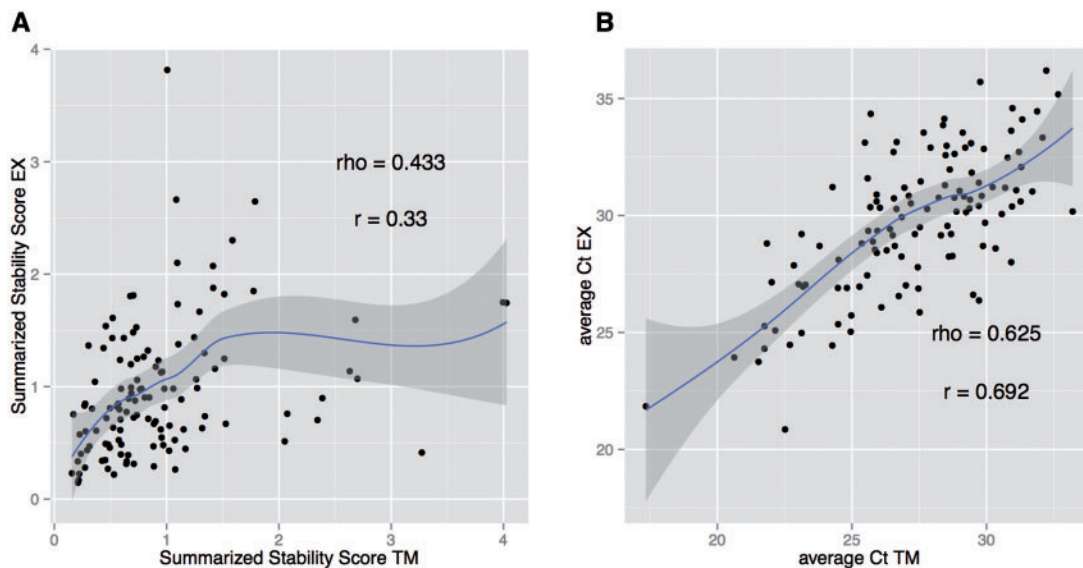 A
Summarized Stability Score EX
4
3
2
1
0
rho = 0.433
r = 0.33
0 1 2 3 4
Summarized Stability Score TM
B
average Ct EX
35
30
25
20
rho = 0.625
r = 0.692
20 25 30
average Ct TM